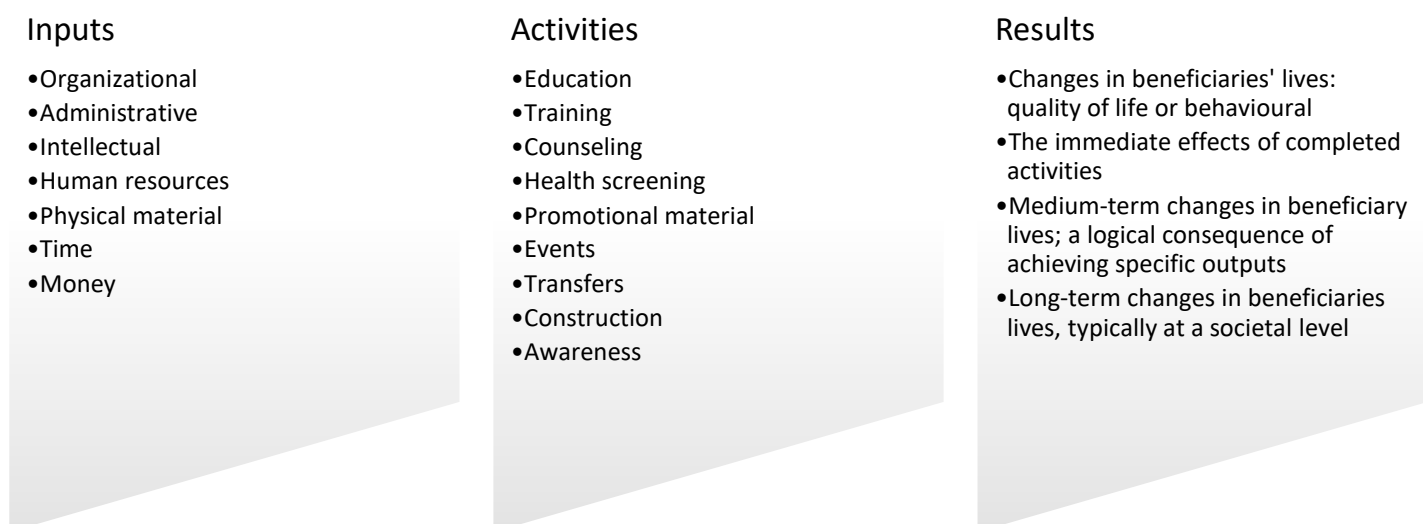 Inputs
•Organizational
•Administrative
•Intellectual
•Human resources
•Physical material
•Time
•Money
Activities
•Education
•Training
•Counseling
•Health screening
•Promotional material
•Events
•Transfers
•Construction
•Awareness
Results
•Changes in beneficiaries' lives:
quality of life or behavioural
•The immediate effects of completed
activities
•Medium-term changes in beneficiary
lives; a logical consequence of
achieving specific outputs
•Long-term changes in beneficiaries
lives, typically at a societal level